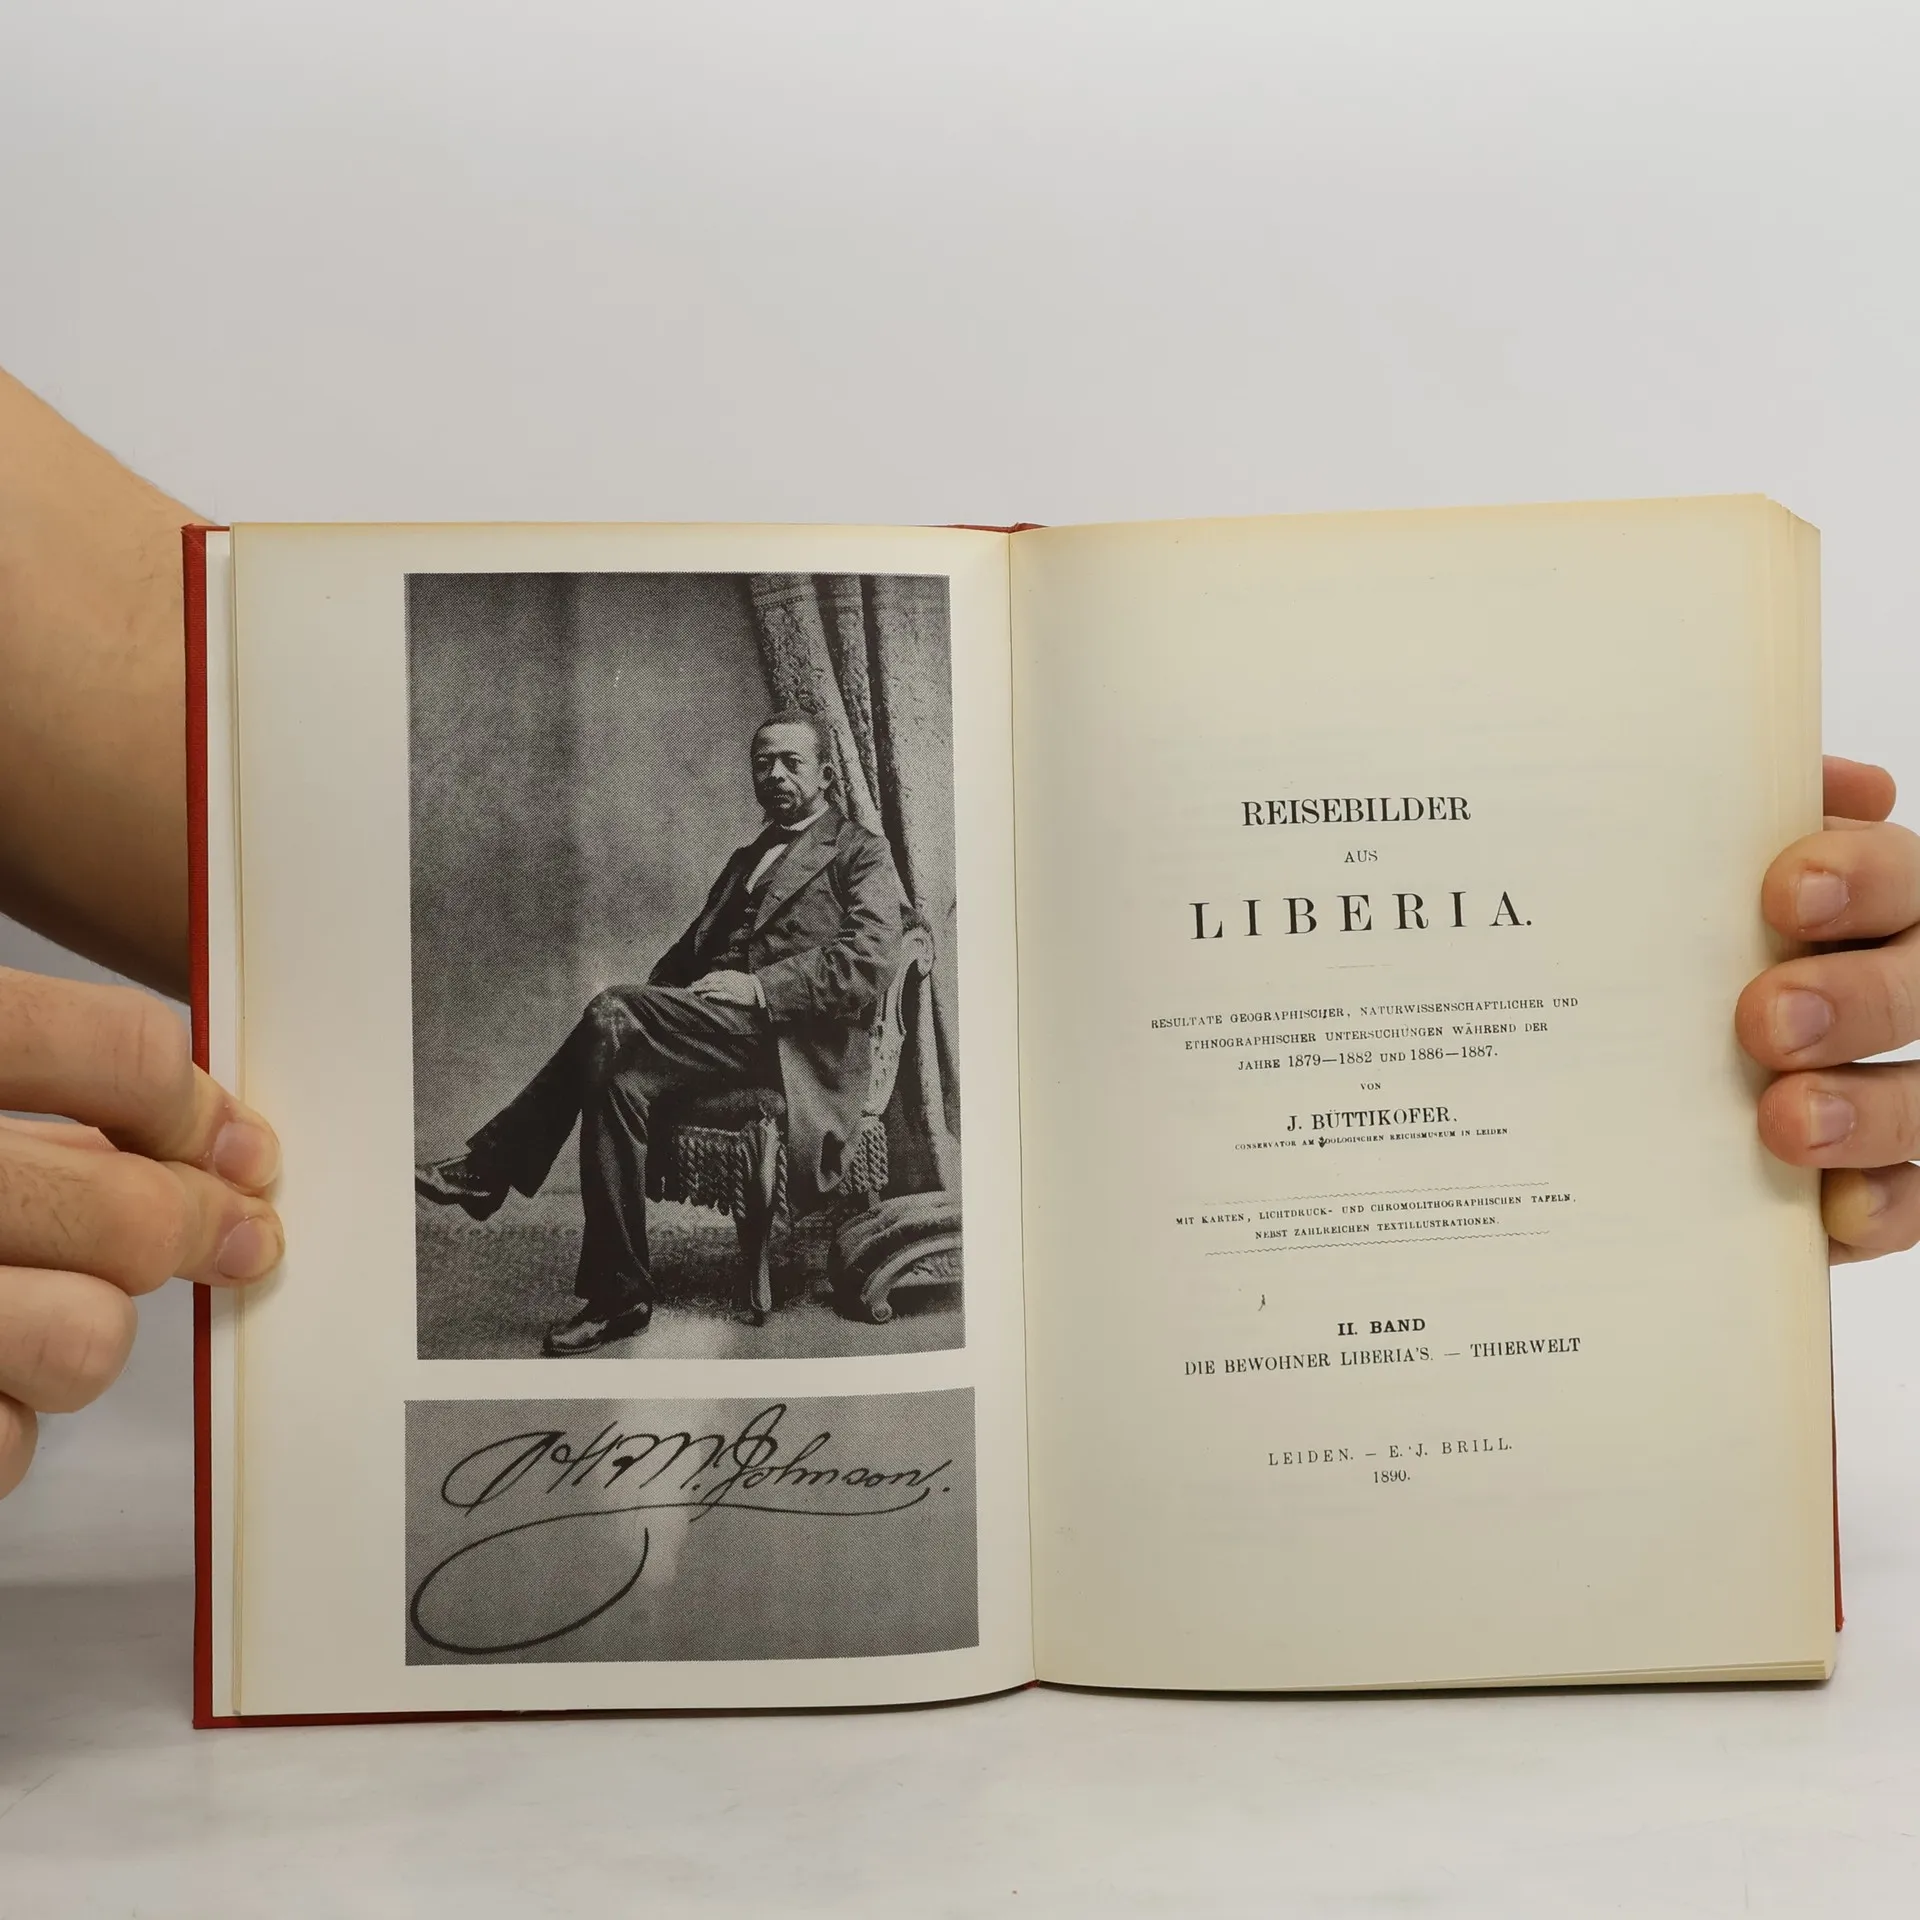 Johnson.
REISEBILDER
AUS
LIBERIA.
RESULTATE GEOGRAPHISCHER, NATURWISSENSCHAFTLICHER UND
ETHNOGRAPHISCHER UNTERSUCHUNGEN WÄHREND DER
JAHRE 1879—1882 UND 1886—1887.
VON
J. BÜTTIKOFER,
CONSERVATOR AM ZOOLOGISCHEN REICHSMUSEUM IN LEIDEN
MIT KARTEN, LICHTDRUCK- UND CHROMOLITHOGRAPHISCHEN TAFELN,
NEBST ZAHLREICHEN TEXTILLUSTRATIONEN.
II. BAND
DIE BEWOHNER LIBERIA'S. — THIERWELT
LEIDEN. — E. J. BRILL.
1890.